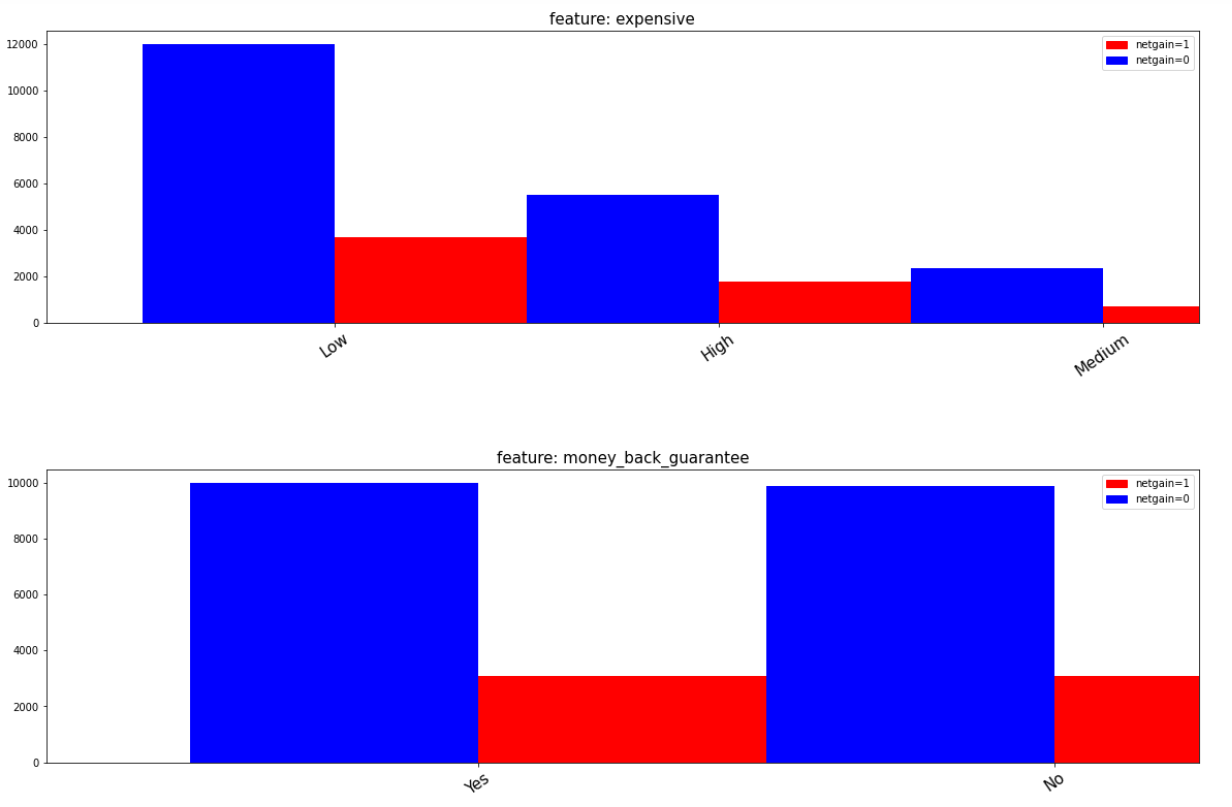 feature: expensive
12000
10000
8000
6000
4000
2000
0
netgain=1
netgain=0
Low
High
Medium
feature: money_back_guarantee
10000
8000
6000
4000
2000
0
netgain=1
netgain=0
Yes
No